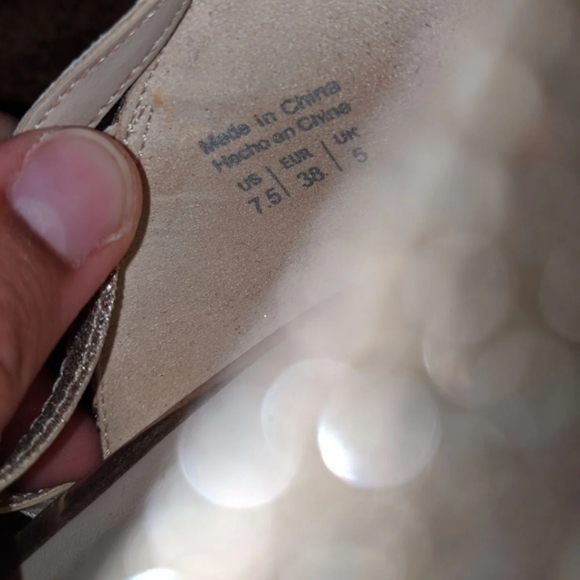 Made in China
Hecho en China
US | EUR | UK
7.5 | 38 | 5